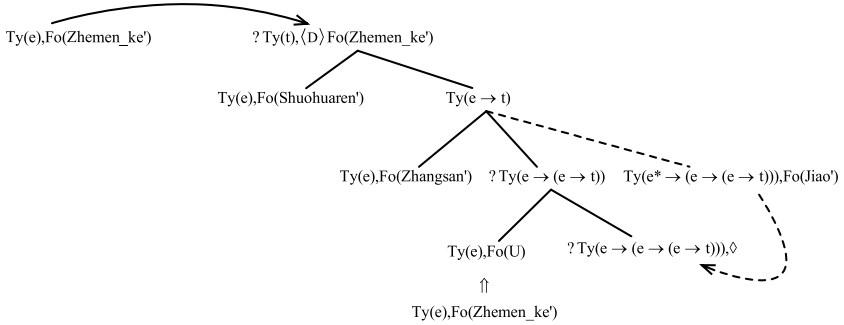 Ty(e),Fo(Zhemen_ke') ?Ty(t),⟨D⟩Fo(Zhemen_ke')
Ty(e),Fo(Shuohuaren') Ty(e → t)
Ty(e),Fo(Zhangsan') ?Ty(e → (e → t)) Ty(e* → (e → (e → t))),Fo(Jiao')
Ty(e),Fo(U) ?Ty(e → (e → (e → t))),◊
⇑
Ty(e),Fo(Zhemen_ke')